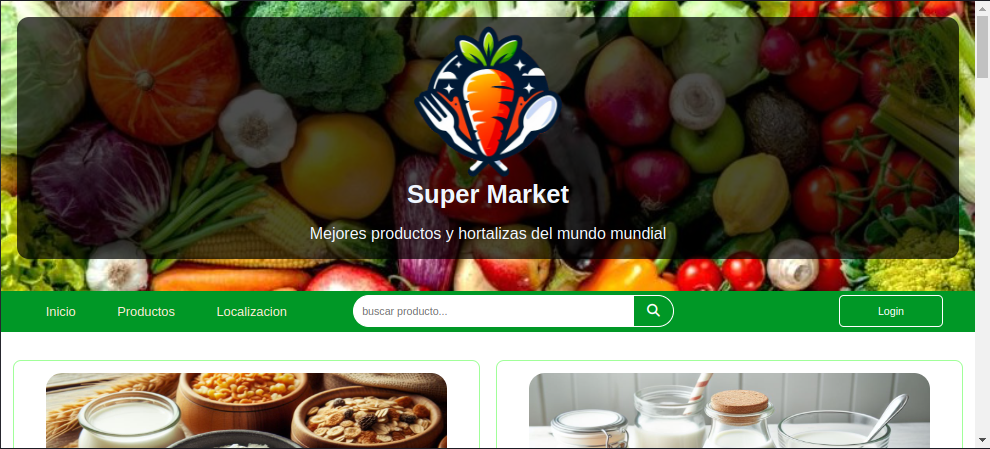 Super Market
Mejores productos y hortalizas del mundo mundial
Inicio Productos Localizacion buscar producto... Login